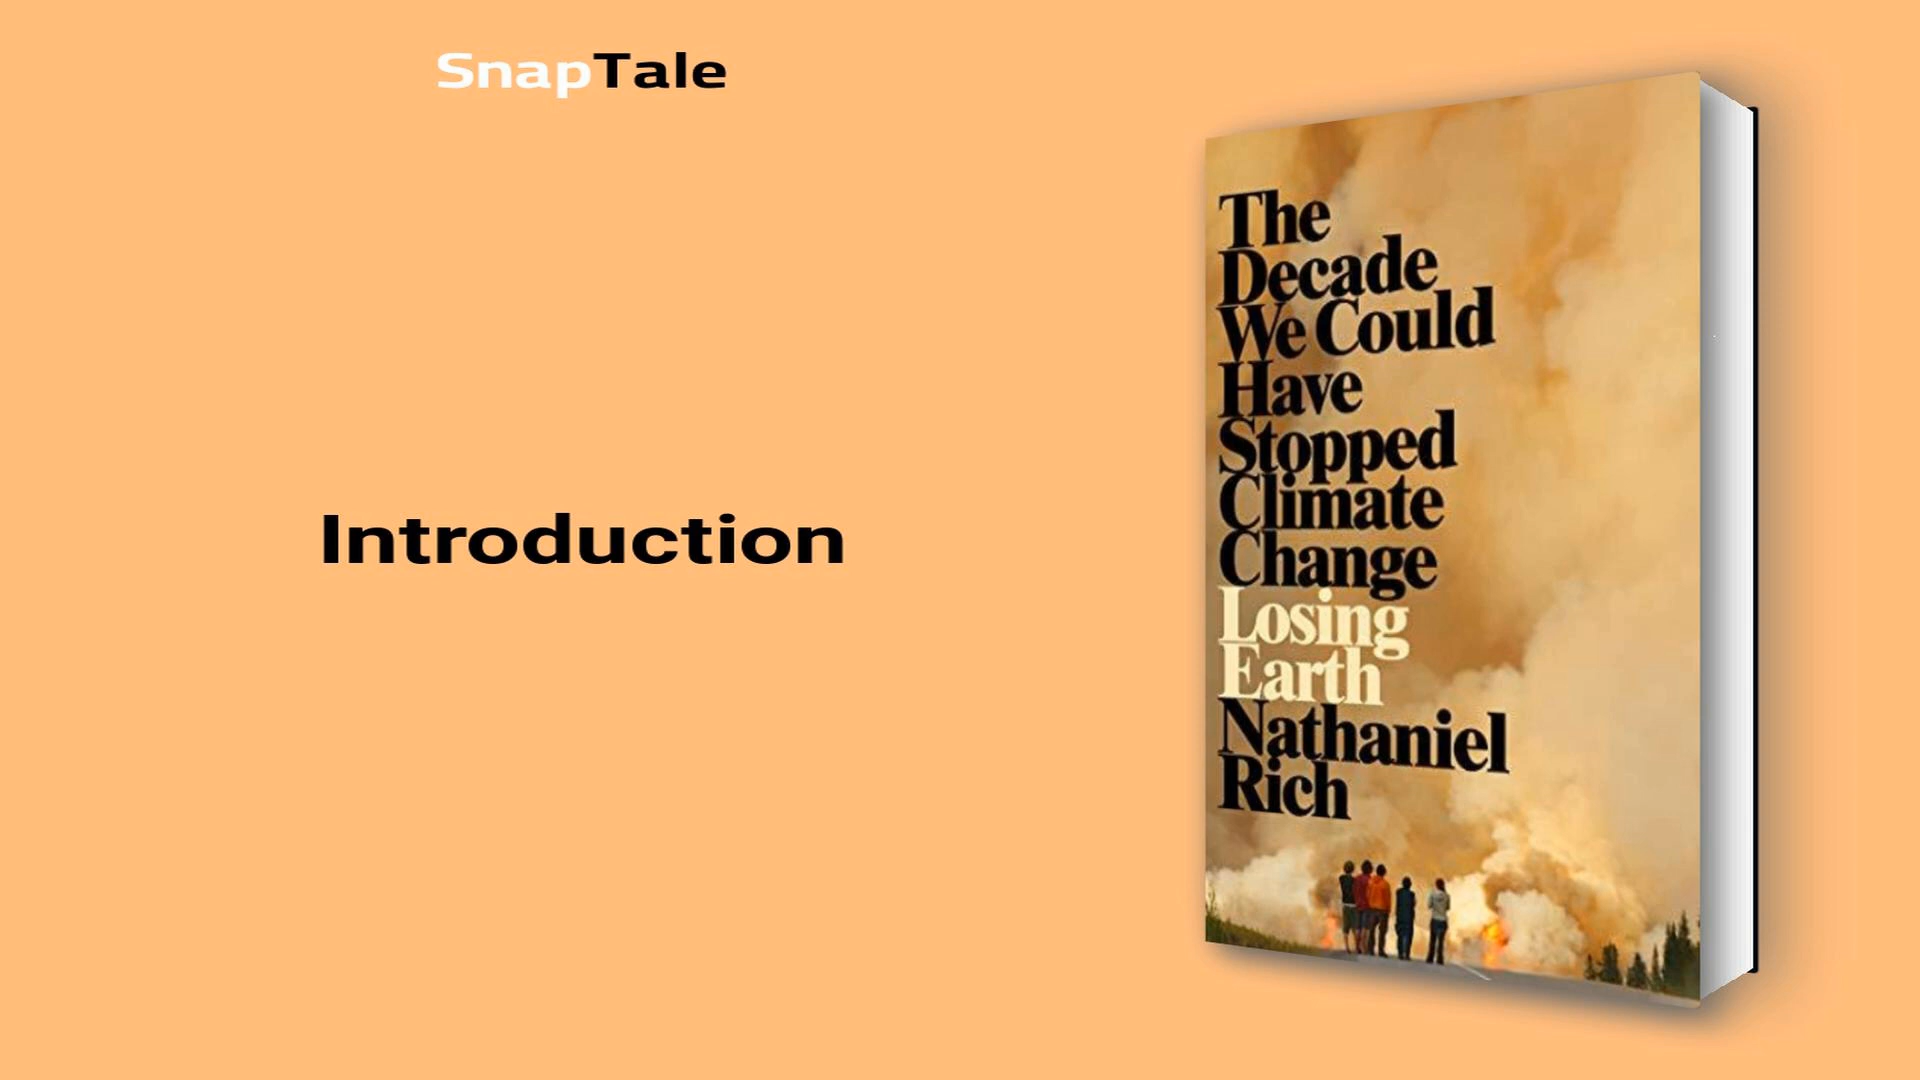 SnapTale
Introduction
The
Decade
We Could
Have
Stopped
Climate
Change
Losing
Earth
Nathaniel
Rich